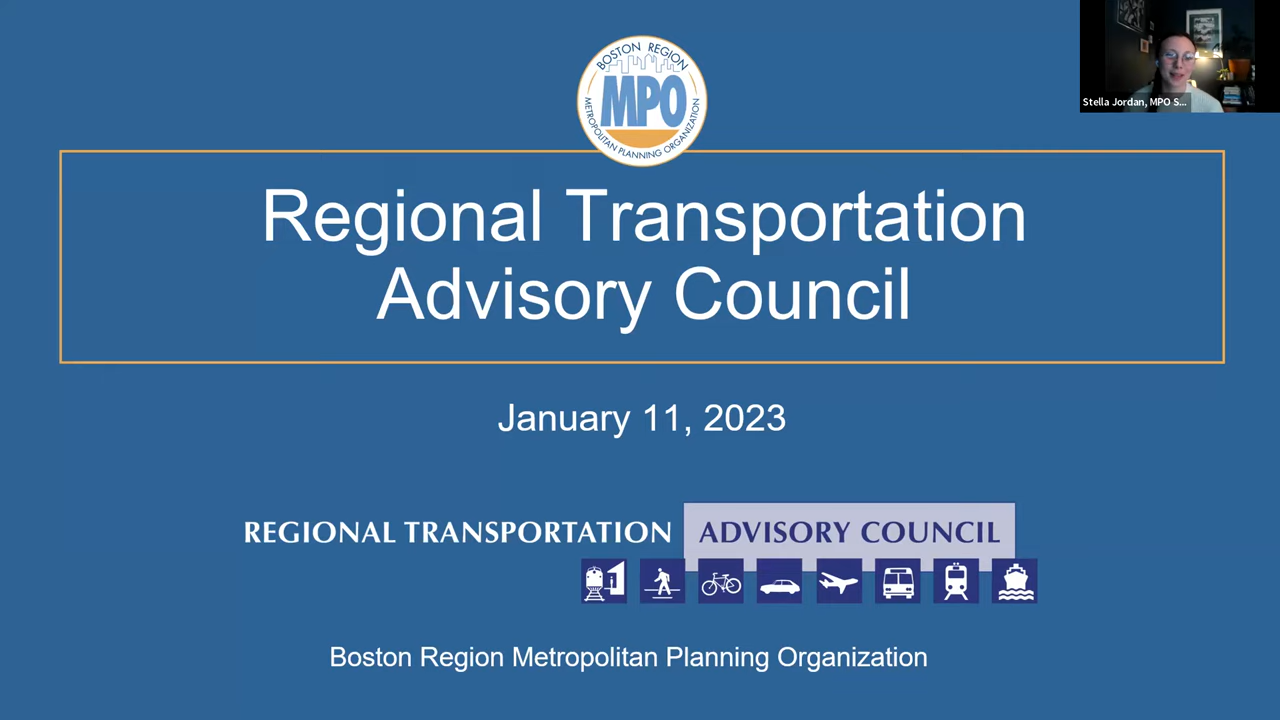 BOSTON REGION
MPO
METROPOLITAN PLANNING ORGANIZATION
Stella Jordan, MPO S...
Regional Transportation
Advisory Council
January 11, 2023
REGIONAL TRANSPORTATION ADVISORY COUNCIL
Boston Region Metropolitan Planning Organization